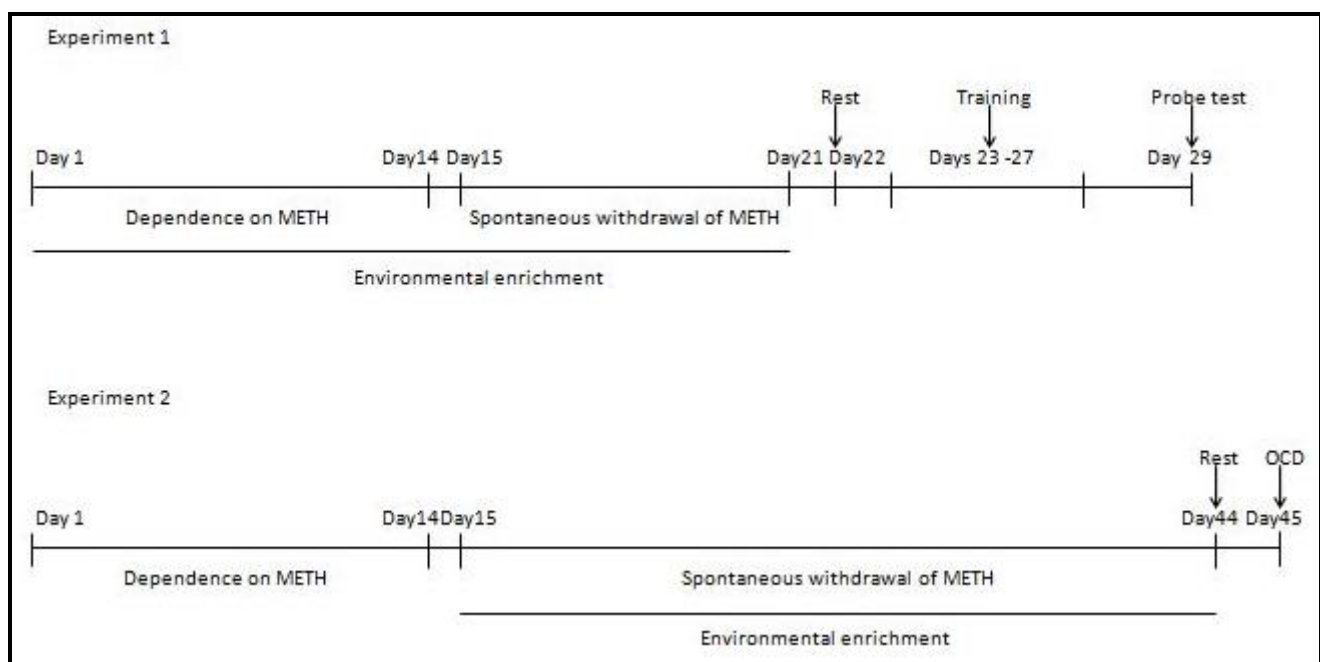 Experiment 1
Rest Training Probe test
Day 1 Day14 Day15 Day21 Day22 Days 23 -27 Day 29
Dependence on METH Spontaneous withdrawal of METH
Environmental enrichment
Experiment 2
Rest OCD
Day 1 Day14Day15 Day44 Day45
Dependence on METH Spontaneous withdrawal of METH
Environmental enrichment